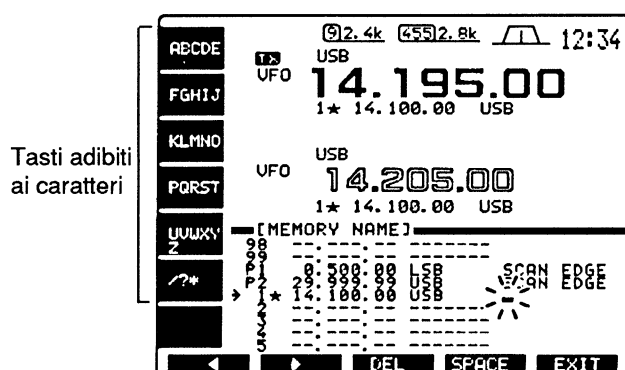 Tasti adibiti
ai caratteri
ABCDE
FGHIJ
KLMNO
PQRST
UVWXY
Z
/?*
9 2.4k 455 2.8k 12:34
TX USB
VFO 14.195.00
1★ 14.100.00 USB
USB
VFO 14.205.00
1★ 14.100.00 USB
[MEMORY NAME]
98 --.---.-- ------
99 --.---.-- ------
P1 0.500.00 LSB SCAN EDGE
P2 29.999.99 USB SCAN EDGE
→ 1★ 14.100.00 USB
2 --.---.-- ------
3 --.---.-- ------
4 --.---.-- ------
5 --.---.-- ------
◀ ▶ DEL SPACE EXIT